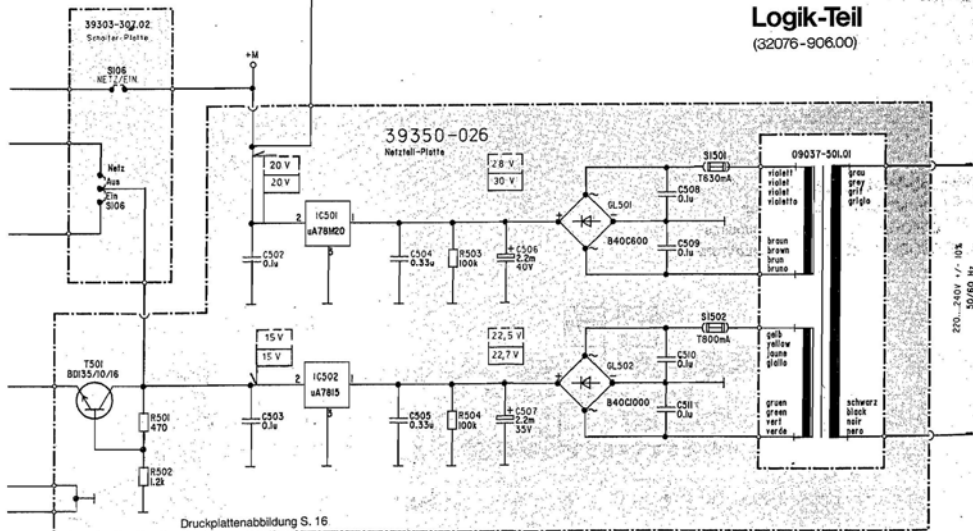 Logik-Teil
(32076-906.00)
39303-307.02
Schalter-Platte
S106
NETZ/EIN
+M
Netz
Aus
Ein
S106
39350-026
Netzteil-Platte
20 V
20 V
28 V
30 V
2
IC501
uA78M20
1
3
C502
0.1u
C504
0.33u
R503
100k
+
C506
2.2m
40V
+
GL501
B40C600
C508
0.1u
C509
0.1u
SI501
T630mA
09037-501.01
violett
violet
violet
violetto
grau
grey
gris
grigio
braun
brown
brun
bruno
220...240V +/- 10%
50/60 Hz
T501
BD135/10/16
R501
470
R502
1.2k
15 V
15 V
22,5 V
22,7 V
2
IC502
uA7815
1
3
C503
0.1u
C505
0.33u
R504
100k
+
C507
2.2m
35V
+
GL502
B40C1000
C510
0.1u
C511
0.1u
SI502
T800mA
gelb
yellow
jaune
giallo
gruen
green
vert
verde
schwarz
black
noir
nero
Druckplattenabbildung S. 16